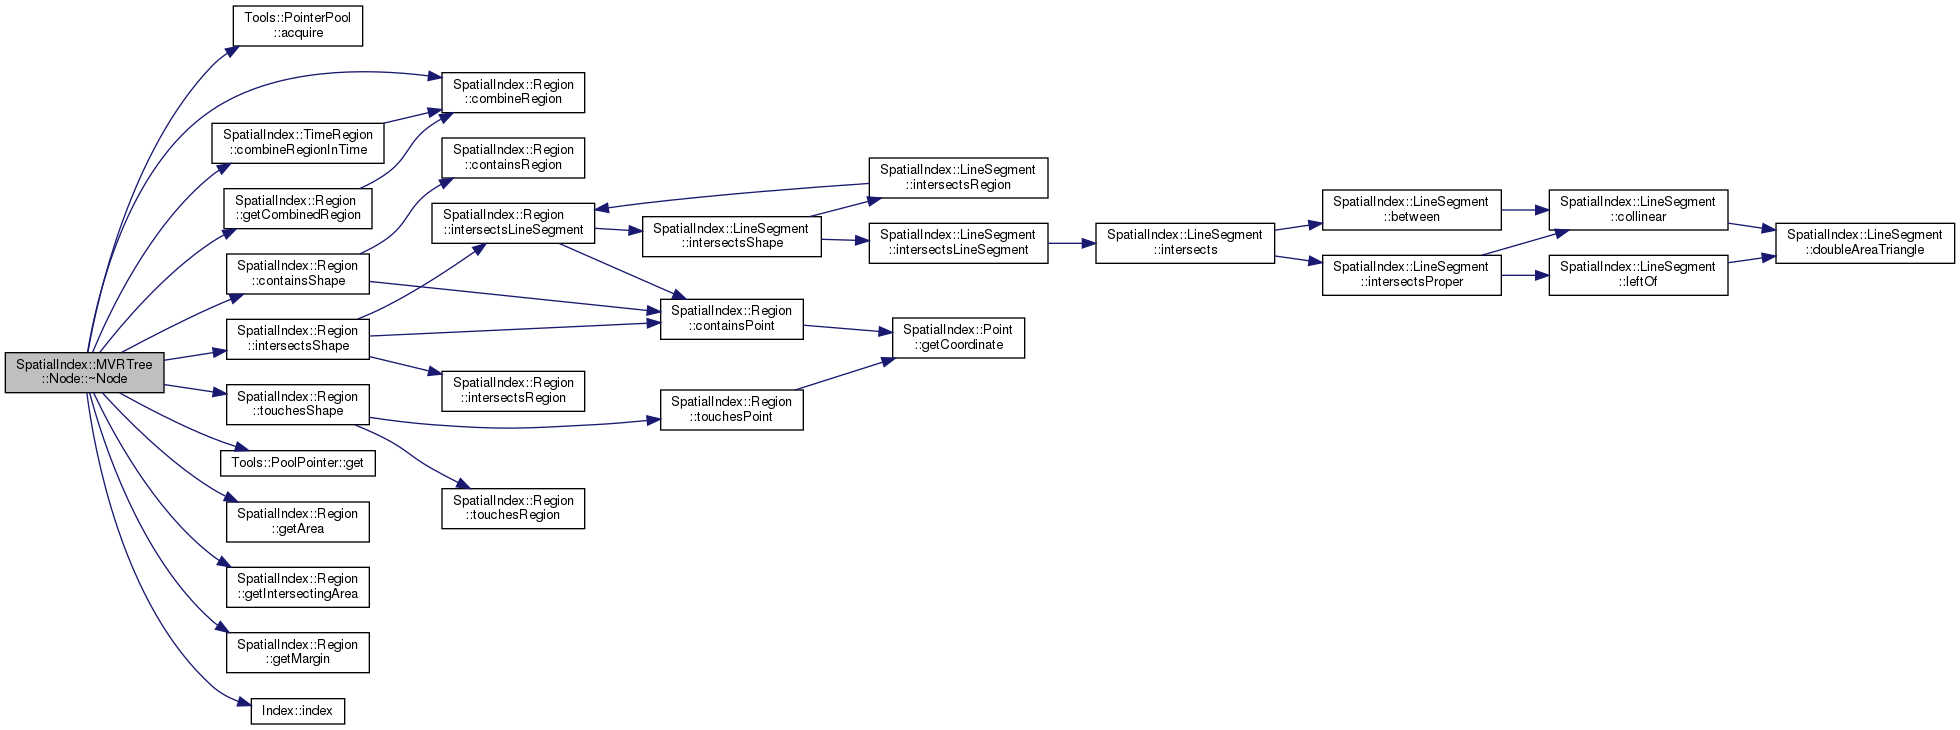 Tools::PointerPool
::acquire
SpatialIndex::Region
::combineRegion
SpatialIndex::TimeRegion
::combineRegionInTime
SpatialIndex::Region
::containsRegion
SpatialIndex::Region
::getCombinedRegion
SpatialIndex::Region
::intersectsLineSegment
SpatialIndex::LineSegment
::intersectsShape
SpatialIndex::LineSegment
::intersectsRegion
SpatialIndex::LineSegment
::intersectsLineSegment
SpatialIndex::LineSegment
::intersects
SpatialIndex::LineSegment
::between
SpatialIndex::LineSegment
::collinear
SpatialIndex::LineSegment
::doubleAreaTriangle
SpatialIndex::LineSegment
::intersectsProper
SpatialIndex::LineSegment
::leftOf
SpatialIndex::Region
::containsShape
SpatialIndex::Region
::containsPoint
SpatialIndex::Point
::getCoordinate
SpatialIndex::Region
::intersectsShape
SpatialIndex::MVRTree
::Node::~Node
SpatialIndex::Region
::intersectsRegion
SpatialIndex::Region
::touchesShape
SpatialIndex::Region
::touchesPoint
Tools::PoolPointer::get
SpatialIndex::Region
::touchesRegion
SpatialIndex::Region
::getArea
SpatialIndex::Region
::getIntersectingArea
SpatialIndex::Region
::getMargin
Index::index